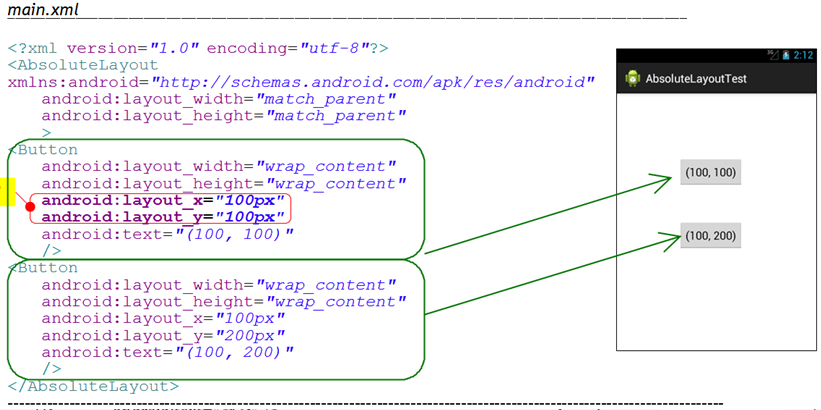 main.xml
<?xml version="1.0" encoding="utf-8"?>
<AbsoluteLayout
xmlns:android="http://schemas.android.com/apk/res/android"
android:layout_width="match_parent"
android:layout_height="match_parent"
>
<Button
android:layout_width="wrap_content"
android:layout_height="wrap_content"
android:layout_x="100px"
android:layout_y="100px"
android:text="(100, 100)"
/>
<Button
android:layout_width="wrap_content"
android:layout_height="wrap_content"
android:layout_x="100px"
android:layout_y="200px"
android:text="(100, 200)"
/>
</AbsoluteLayout>
2:12
AbsoluteLayoutTest
(100, 100)
(100, 200)